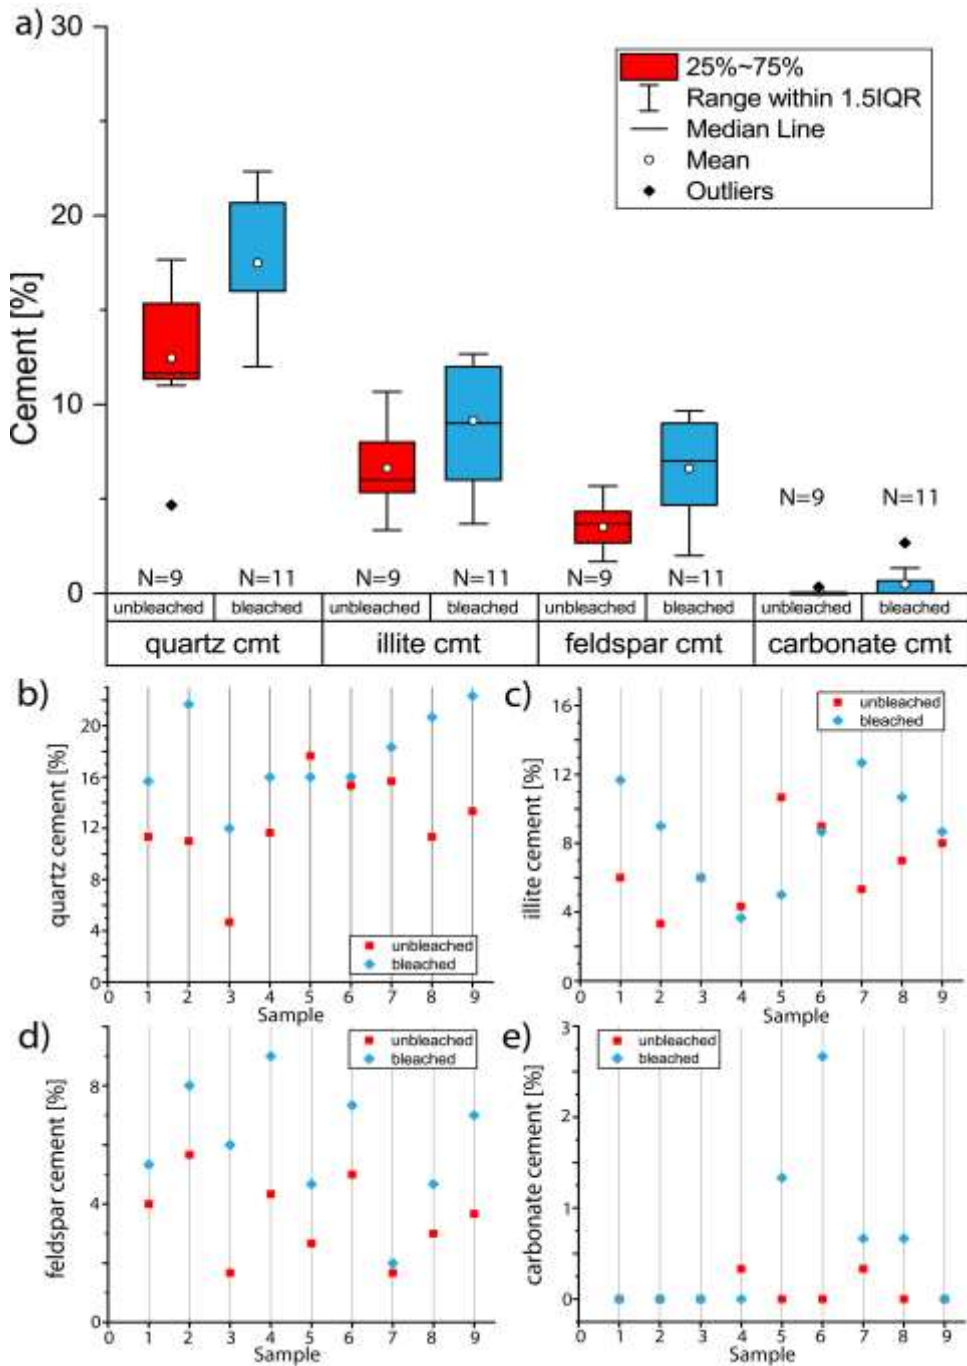 a)
30
20
10
0
Cement [%]
25%~75%
Range within 1.5IQR
Median Line
Mean
Outliers
N=9 N=11 N=9 N=11 N=9 N=11 N=9 N=11
unbleached bleached unbleached bleached unbleached bleached unbleached bleached
quartz cmt illite cmt feldspar cmt carbonate cmt
b)
quartz cement [%]
20
16
12
8
4
0
unbleached
bleached
0 1 2 3 4 5 6 7 8 9
Sample
c)
illite cement [%]
16
12
8
4
0
unbleached
bleached
0 1 2 3 4 5 6 7 8 9
Sample
d)
feldspar cement [%]
8
4
0
unbleached
bleached
0 1 2 3 4 5 6 7 8 9
Sample
e)
carbonate cement [%]
3
2
1
0
unbleached
bleached
0 1 2 3 4 5 6 7 8 9
Sample